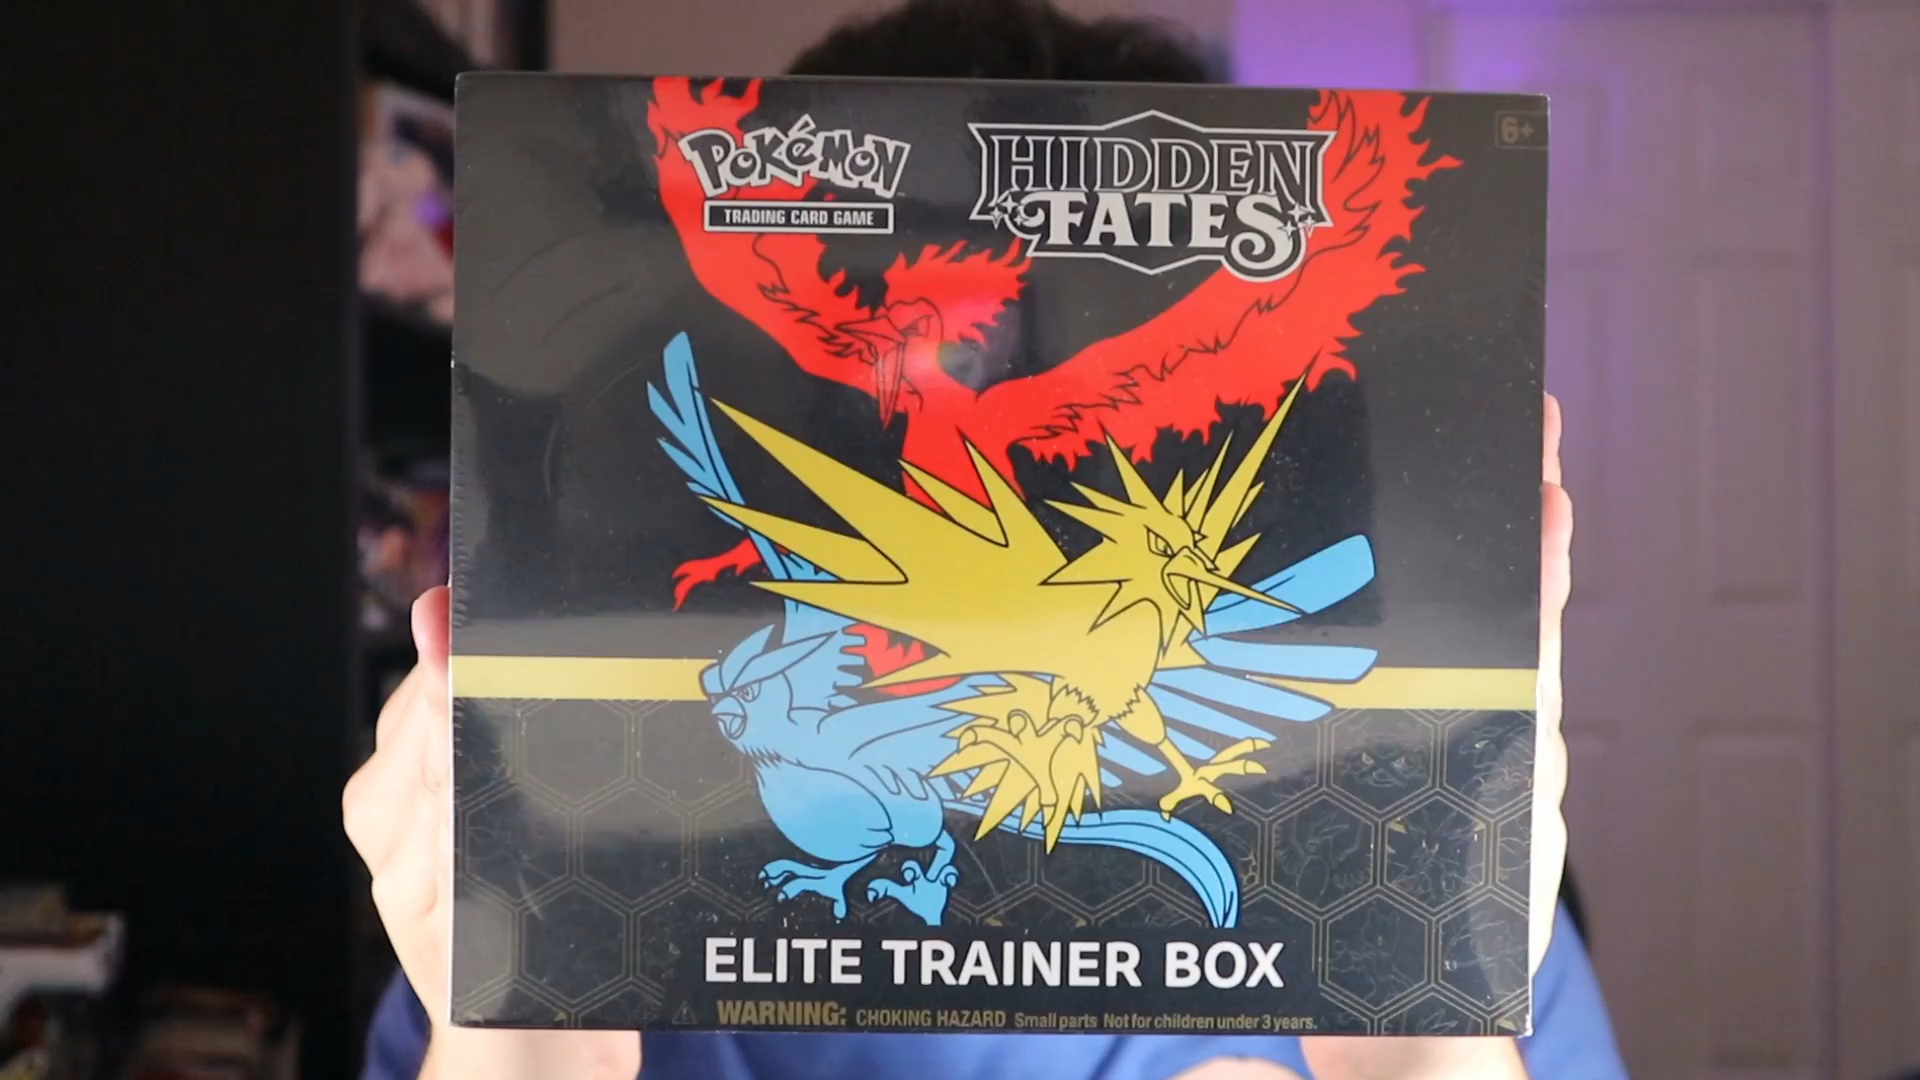 Pokémon
TRADING CARD GAME
HIDDEN
FATES
6+
ELITE TRAINER BOX
WARNING: CHOKING HAZARD Small parts Not for children under 3 years.